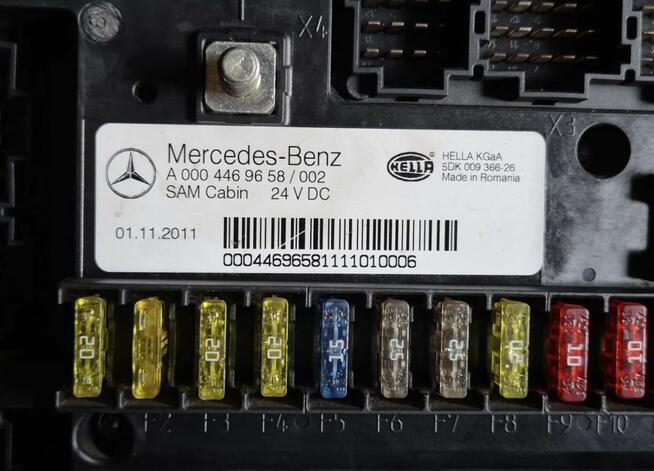 X4
X3
Mercedes-Benz
A 000 446 96 58 / 002
SAM Cabin 24 V DC
HELLA
HELLA KGaA
5DK 009 366-26
Made in Romania
01.11.2011
00044696581111010006
20 20 20 15 25 25 20 10 10
F2 F3 F4 F5 F6 F7 F8 F9 F10